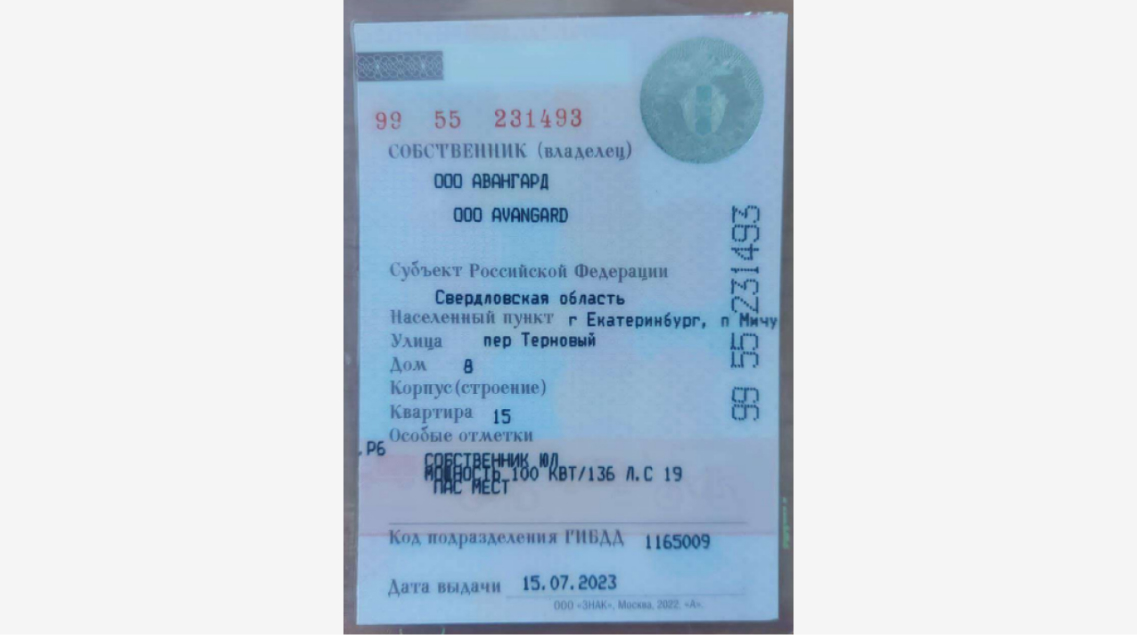 99 55 231493
СОБСТВЕННИК (владелец)
ООО АВАНГАРД
ООО AVANGARD
Субъект Российской Федерации
Свердловская область
Населенный пункт г Екатеринбург, п Мичу
Улица пер Терновый
Дом 8
Корпус(строение)
Квартира 15
Особые отметки
.Р6
СОБСТВЕННИК ЮЛ
МОЩНОСТЬ 100 КВТ/136 Л.С 19
ПАС МЕСТ
Код подразделения ГИБДД 1165009
Дата выдачи 15.07.2023
ООО «ЗНАК», Москва, 2022, «А».
99 55 231493